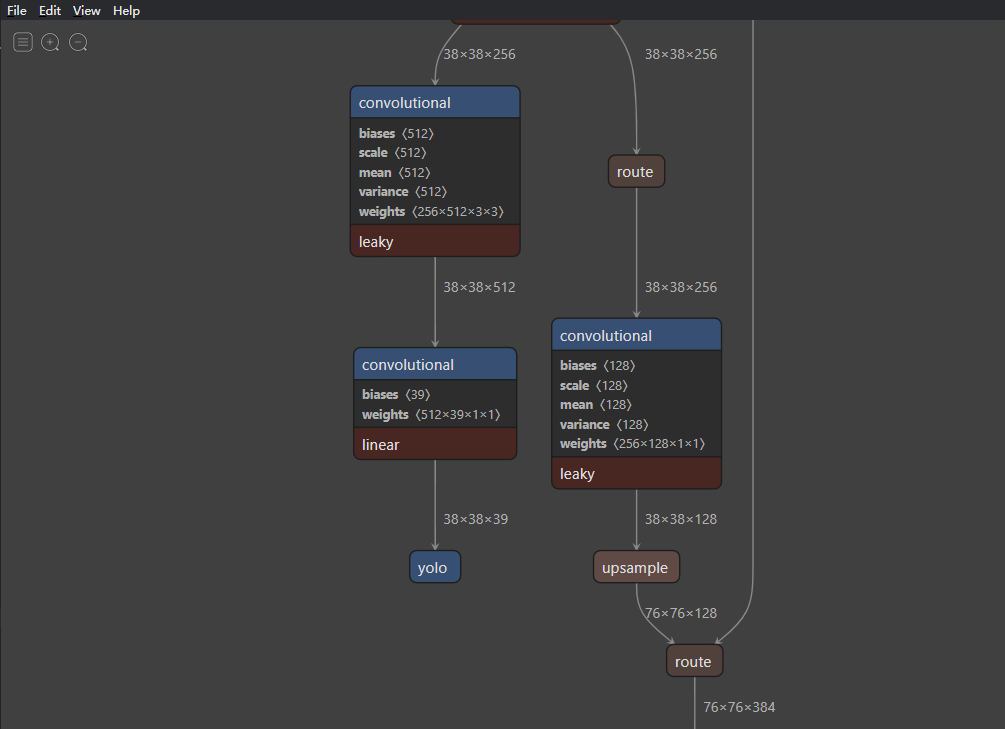 File Edit View Help
38×38×256
38×38×256
convolutional
biases ⟨512⟩
scale ⟨512⟩
mean ⟨512⟩
variance ⟨512⟩
weights ⟨256×512×3×3⟩
leaky
route
38×38×512
38×38×256
convolutional
biases ⟨39⟩
weights ⟨512×39×1×1⟩
linear
convolutional
biases ⟨128⟩
scale ⟨128⟩
mean ⟨128⟩
variance ⟨128⟩
weights ⟨256×128×1×1⟩
leaky
38×38×39
38×38×128
yolo
upsample
76×76×128
route
76×76×384